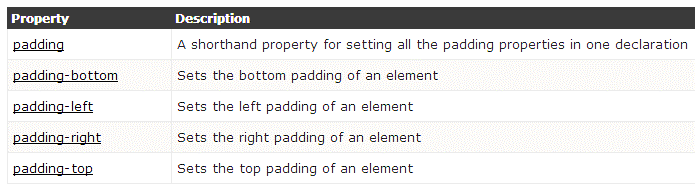 Property Description
padding A shorthand property for setting all the padding properties in one declaration
padding-bottom Sets the bottom padding of an element
padding-left Sets the left padding of an element
padding-right Sets the right padding of an element
padding-top Sets the top padding of an element